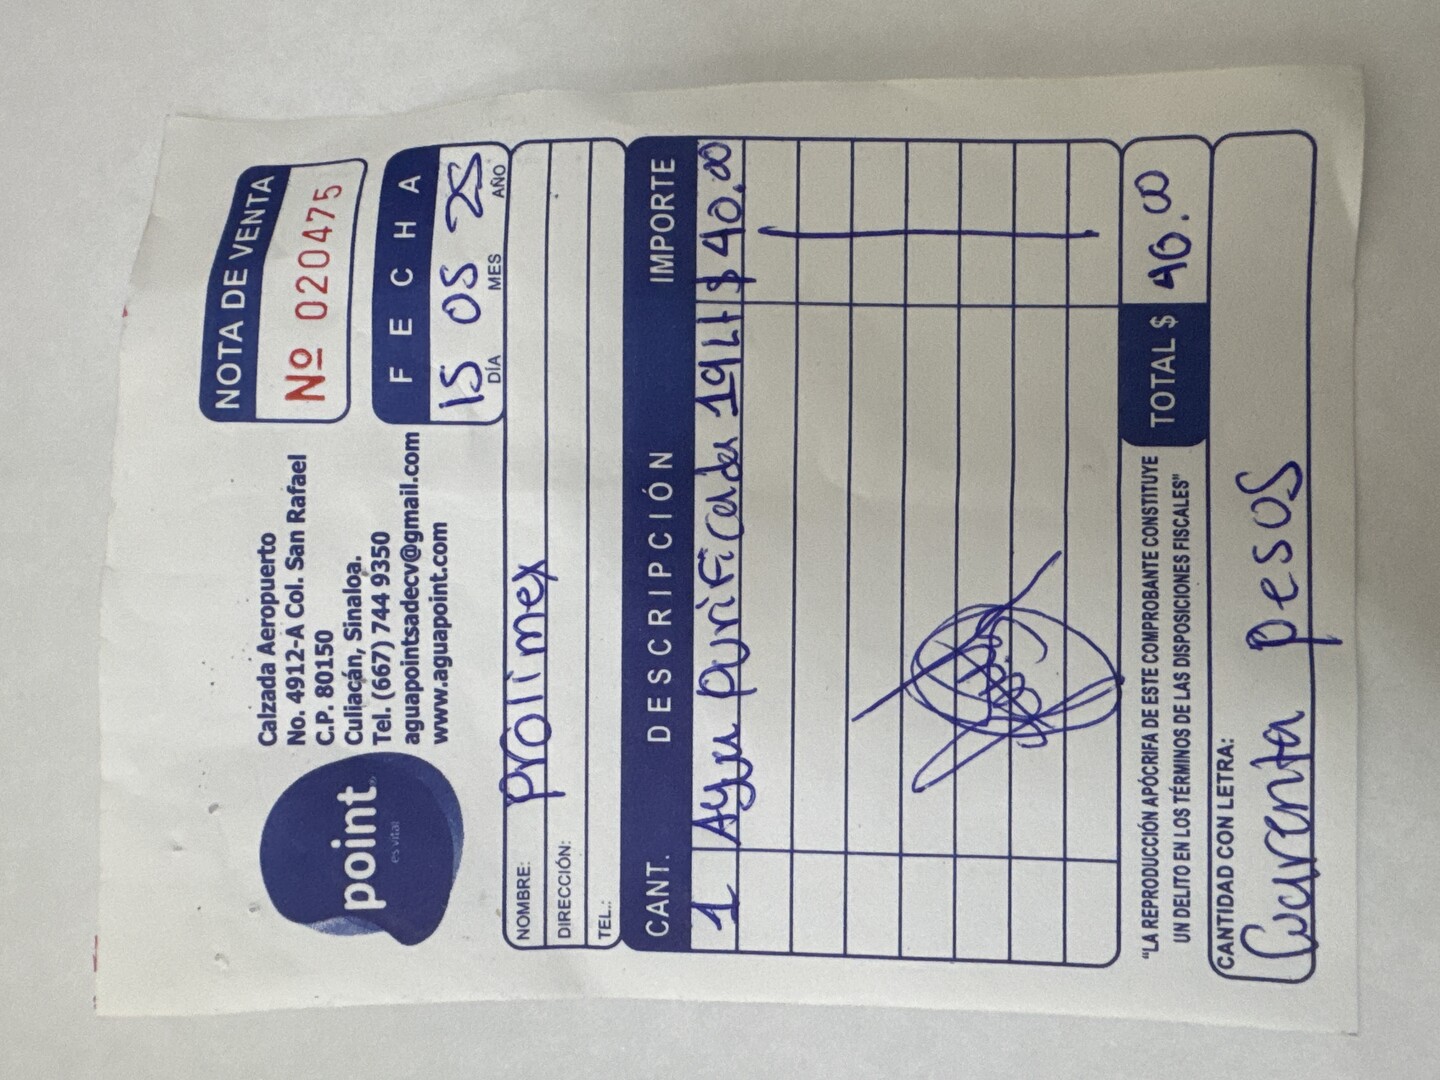 point
es vital
Calzada Aeropuerto
No. 4912-A Col. San Rafael
C.P. 80150
Culiacán, Sinaloa.
Tel. (667) 744 9350
aguapointsadecv@gmail.com
www.aguapoint.com
NOTA DE VENTA
Nº 020475
FECHA
15 05 25
DÍA MES AÑO
NOMBRE: prolimex
DIRECCIÓN:
TEL.:
CANT. DESCRIPCIÓN IMPORTE
1 Agua purificada 19Lt $ 40.00
"LA REPRODUCCIÓN APÓCRIFA DE ESTE COMPROBANTE CONSTITUYE
UN DELITO EN LOS TÉRMINOS DE LAS DISPOSICIONES FISCALES"
TOTAL $ 40.00
CANTIDAD CON LETRA:
Cuarenta pesos